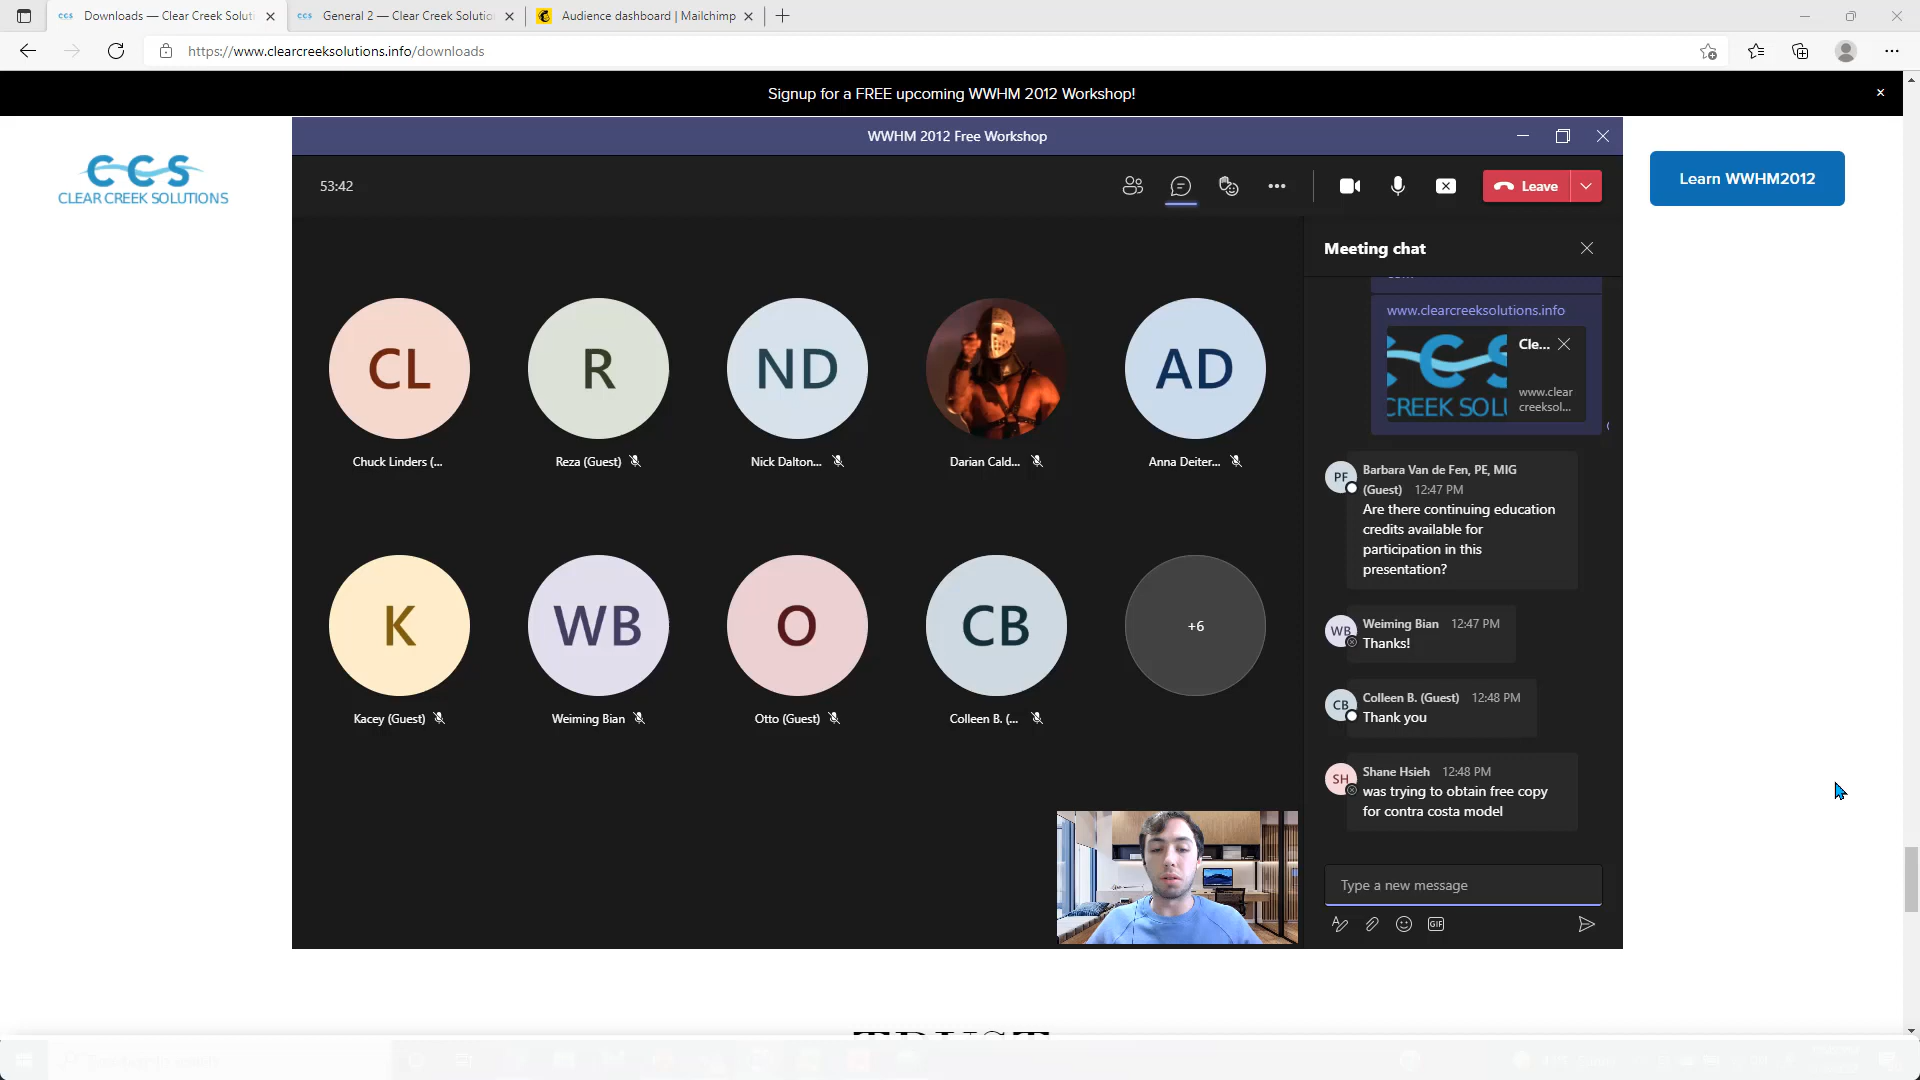 Downloads — Clear Creek Soluti
General 2 — Clear Creek Solutio
Audience dashboard | Mailchimp
https://www.clearcreeksolutions.info/downloads
Signup for a FREE upcoming WWHM 2012 Workshop!
CCS
CLEAR CREEK SOLUTIONS
Learn WWHM2012
WWHM 2012 Free Workshop
53:42
Leave
Meeting chat
www.clearcreeksolutions.info
Cle...
www.clear
creeksol...
CREEK SOLU
CL
R
ND
AD
Chuck Linders (...
Reza (Guest)
Nick Dalton...
Darian Cald...
Anna Deiter...
K
WB
O
CB
+6
Kacey (Guest)
Weiming Bian
Otto (Guest)
Colleen B. (...
PF
Barbara Van de Fen, PE, MIG
(Guest) 12:47 PM
Are there continuing education
credits available for
participation in this
presentation?
WB
Weiming Bian 12:47 PM
Thanks!
CB
Colleen B. (Guest) 12:48 PM
Thank you
SH
Shane Hsieh 12:48 PM
was trying to obtain free copy
for contra costa model
Type a new message
GIF